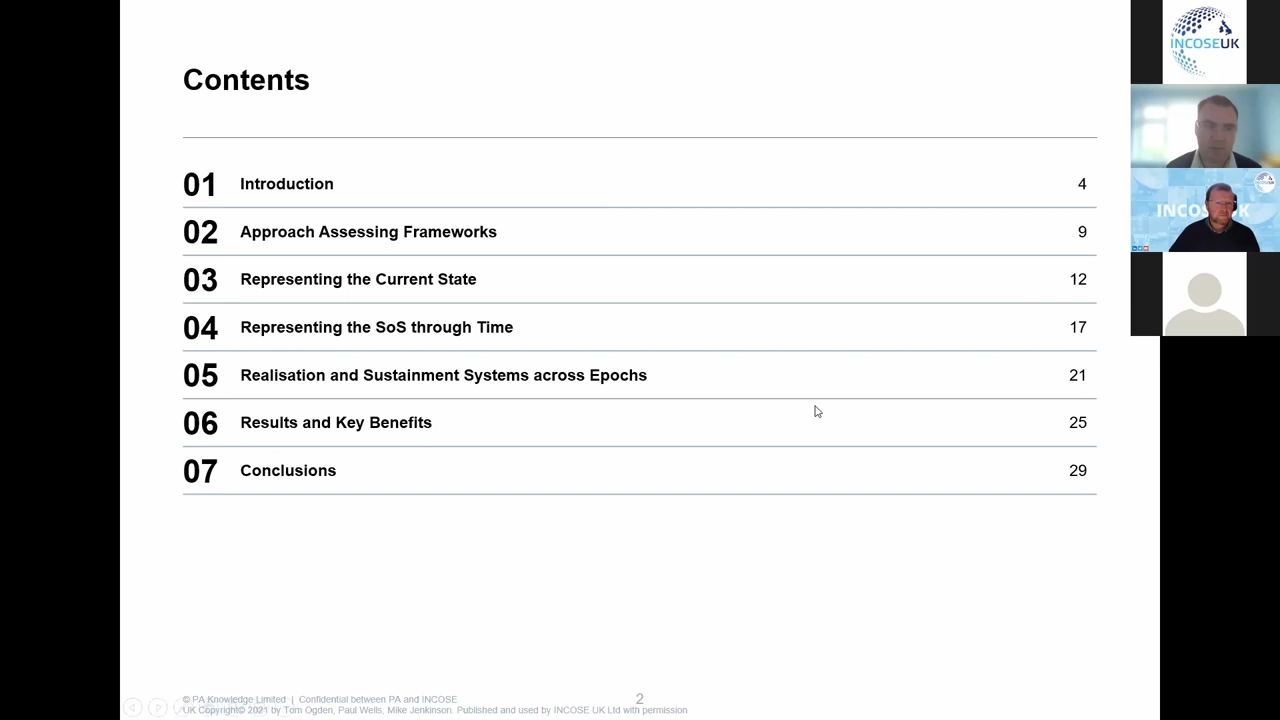 Contents
01 Introduction 4
02 Approach Assessing Frameworks 9
03 Representing the Current State 12
04 Representing the SoS through Time 17
05 Realisation and Sustainment Systems across Epochs 21
06 Results and Key Benefits 25
07 Conclusions 29
© PA Knowledge Limited | Confidential between PA and INCOSE
UK Copyright© 2021 by Tom Ogden, Paul Wells, Mike Jenkinson. Published and used by INCOSE UK Ltd with permission
2
INCOSEUK